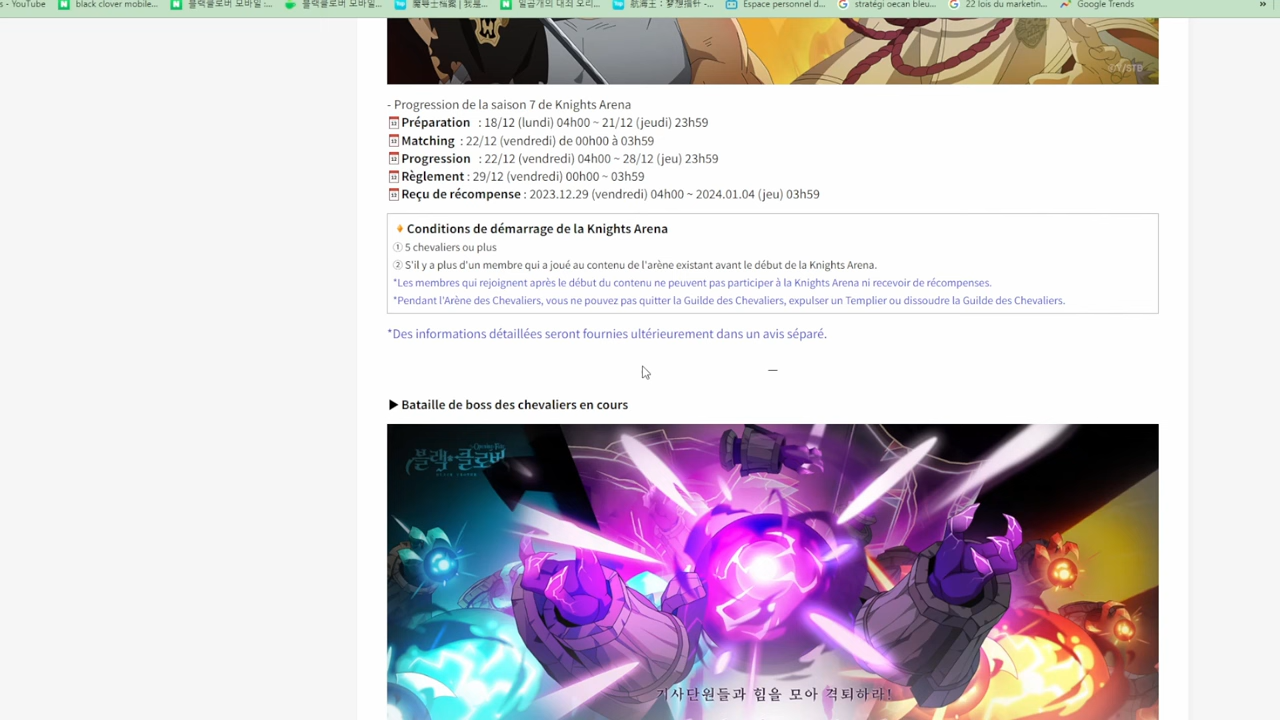 s - YouTube
black clover mobile...
블랙클로버 모바일 :...
블랙클로버 모바일...
일곱개의 대죄 오리...
Espace personnel d...
stratégi oecan bleu...
22 lois du marketin...
Google Trends
»
- Progression de la saison 7 de Knights Arena
Préparation : 18/12 (lundi) 04h00 ~ 21/12 (jeudi) 23h59
Matching : 22/12 (vendredi) de 00h00 à 03h59
Progression : 22/12 (vendredi) 04h00 ~ 28/12 (jeu) 23h59
Règlement : 29/12 (vendredi) 00h00 ~ 03h59
Reçu de récompense : 2023.12.29 (vendredi) 04h00 ~ 2024.01.04 (jeu) 03h59
Conditions de démarrage de la Knights Arena
① 5 chevaliers ou plus
② S'il y a plus d'un membre qui a joué au contenu de l'arène existant avant le début de la Knights Arena.
*Les membres qui rejoignent après le début du contenu ne peuvent pas participer à la Knights Arena ni recevoir de récompenses.
*Pendant l'Arène des Chevaliers, vous ne pouvez pas quitter la Guilde des Chevaliers, expulser un Templier ou dissoudre la Guilde des Chevaliers.
*Des informations détaillées seront fournies ultérieurement dans un avis séparé.
—
▶ Bataille de boss des chevaliers en cours
블랙클로버
기사단원들과 힘을 모아 격퇴하라!